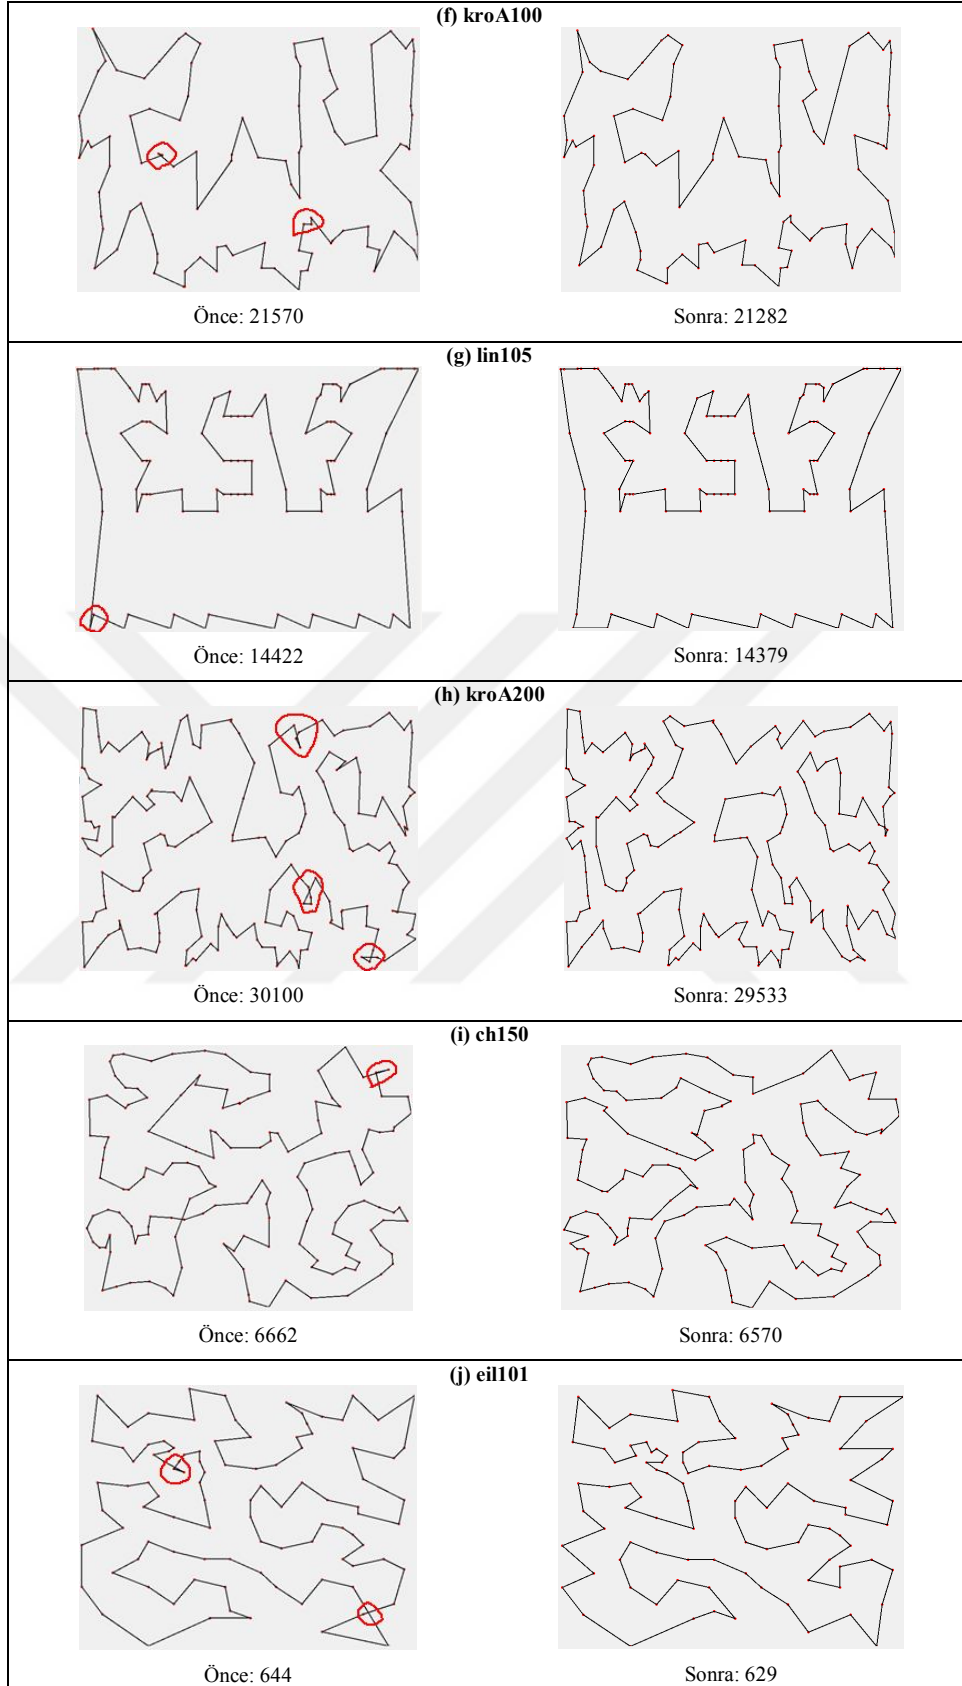 (f) kroA100
Önce: 21570 Sonra: 21282
(g) lin105
Önce: 14422 Sonra: 14379
(h) kroA200
Önce: 30100 Sonra: 29533
(i) ch150
Önce: 6662 Sonra: 6570
(j) eil101
Önce: 644 Sonra: 629